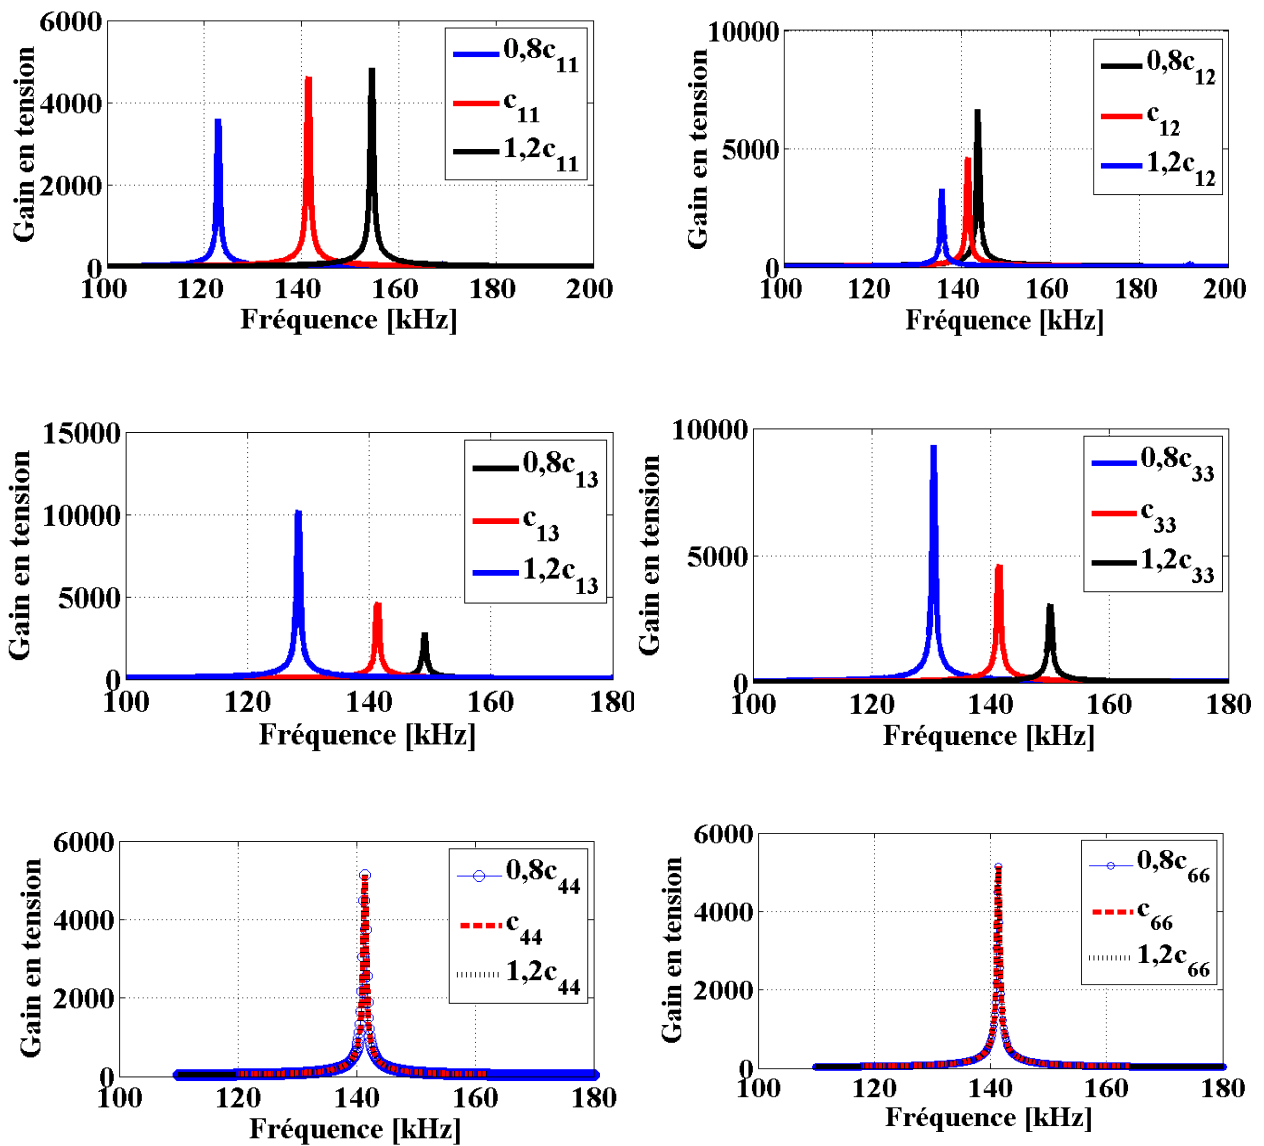 6000
4000
2000
0
Gain en tension
0,8c11
c11
1,2c11
100 120 140 160 180 200
Fréquence [kHz]
10000
5000
0
Gain en tension
0,8c12
c12
1,2c12
100 120 140 160 180 200
Fréquence [kHz]
15000
10000
5000
0
Gain en tension
0,8c13
c13
1,2c13
100 120 140 160 180
Fréquence [kHz]
10000
5000
0
Gain en tension
0,8c33
c33
1,2c33
100 120 140 160 180
Fréquence [kHz]
6000
4000
2000
0
Gain en tension
0,8c44
c44
1,2c44
100 120 140 160 180
Fréquence [kHz]
6000
4000
2000
0
Gain en tension
0,8c66
c66
1,2c66
100 120 140 160 180
Fréquence [kHz]